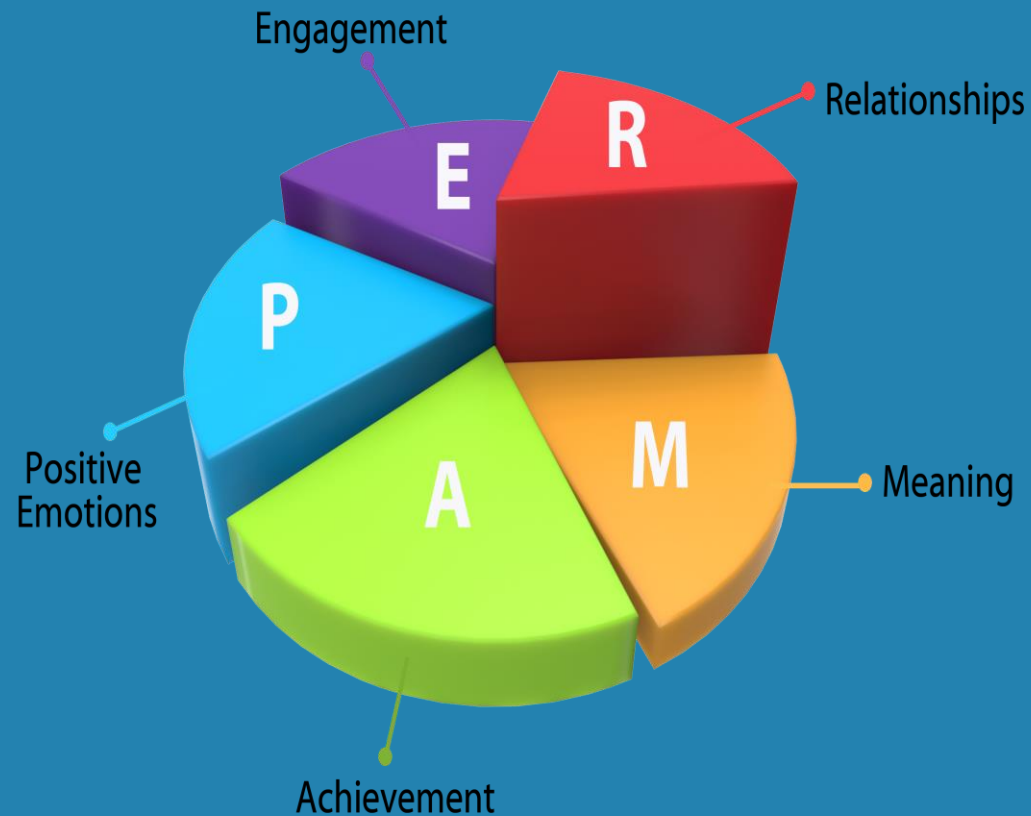 Engagement
Relationships
E
R
P
M
A
Positive
Emotions
Meaning
Achievement